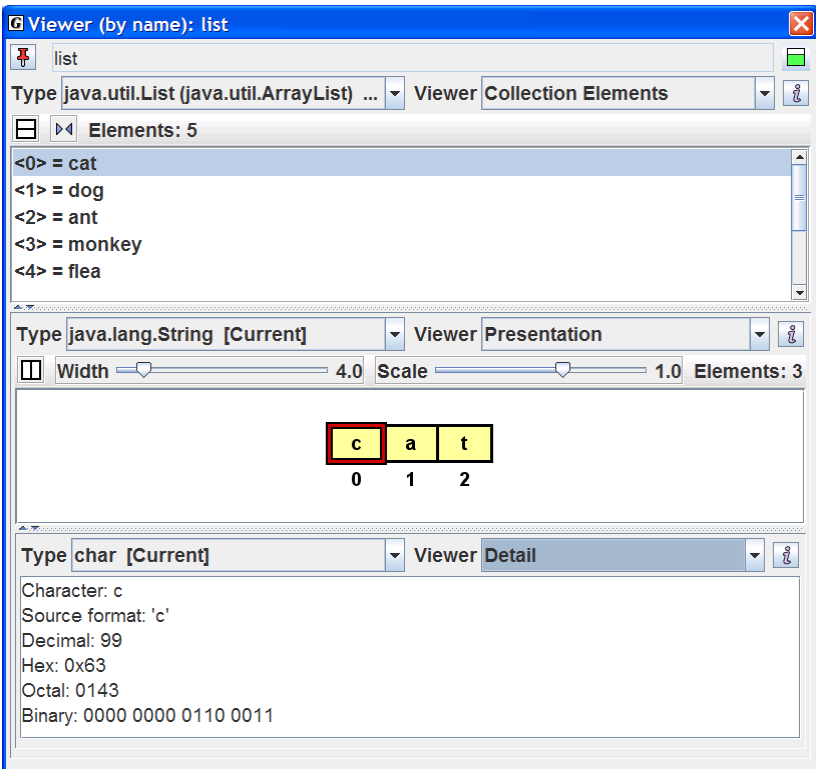 G Viewer (by name): list
list
Type java.util.List (java.util.ArrayList) ... Viewer Collection Elements i
Elements: 5
<0> = cat
<1> = dog
<2> = ant
<3> = monkey
<4> = flea
Type java.lang.String [Current] Viewer Presentation i
Width 4.0 Scale 1.0 Elements: 3
c a t
0 1 2
Type char [Current] Viewer Detail i
Character: c
Source format: 'c'
Decimal: 99
Hex: 0x63
Octal: 0143
Binary: 0000 0000 0110 0011